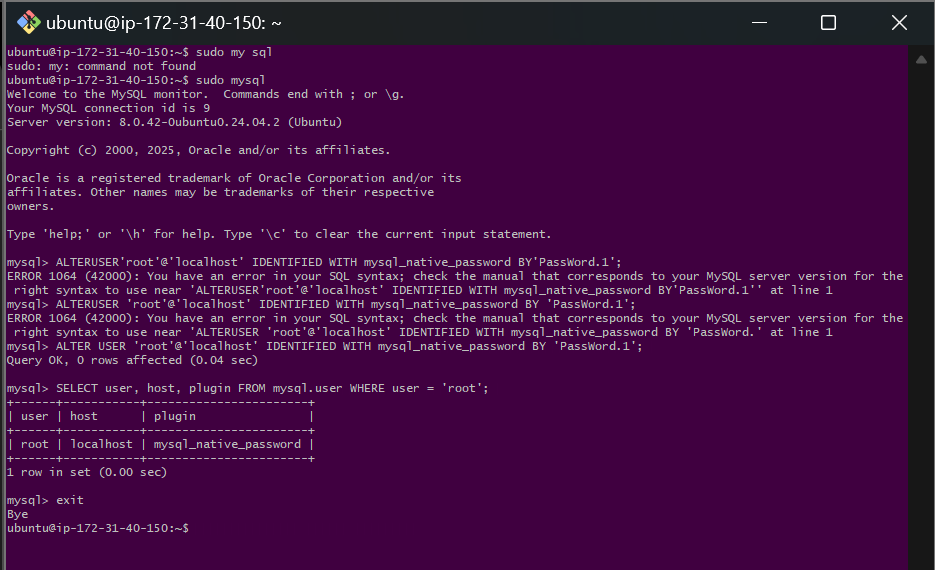 ubuntu@ip-172-31-40-150: ~
ubuntu@ip-172-31-40-150:~$ sudo my sql
sudo: my: command not found
ubuntu@ip-172-31-40-150:~$ sudo mysql
Welcome to the MySQL monitor.  Commands end with ; or \g.
Your MySQL connection id is 9
Server version: 8.0.42-0ubuntu0.24.04.2 (Ubuntu)
Copyright (c) 2000, 2025, Oracle and/or its affiliates.
Oracle is a registered trademark of Oracle Corporation and/or its
affiliates. Other names may be trademarks of their respective
owners.
Type 'help;' or '\h' for help. Type '\c' to clear the current input statement.
mysql> ALTERUSER'root'@'localhost' IDENTIFIED WITH mysql_native_password BY'PassWord.1';
ERROR 1064 (42000): You have an error in your SQL syntax; check the manual that corresponds to your MySQL server version for the
 right syntax to use near 'ALTERUSER'root'@'localhost' IDENTIFIED WITH mysql_native_password BY'PassWord.1'' at line 1
mysql> ALTERUSER 'root'@'localhost' IDENTIFIED WITH mysql_native_password BY 'PassWord.1';
ERROR 1064 (42000): You have an error in your SQL syntax; check the manual that corresponds to your MySQL server version for the
 right syntax to use near 'ALTERUSER 'root'@'localhost' IDENTIFIED WITH mysql_native_password BY 'PassWord.' at line 1
mysql> ALTER USER 'root'@'localhost' IDENTIFIED WITH mysql_native_password BY 'PassWord.1';
Query OK, 0 rows affected (0.04 sec)
mysql> SELECT user, host, plugin FROM mysql.user WHERE user = 'root';
+------+-----------+-----------------------+
| user | host      | plugin                |
+------+-----------+-----------------------+
| root | localhost | mysql_native_password |
+------+-----------+-----------------------+
1 row in set (0.00 sec)
mysql> exit
Bye
ubuntu@ip-172-31-40-150:~$